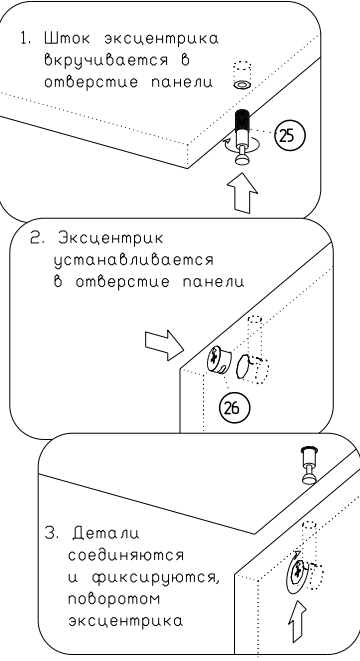 1. Шток эксцентрика
вкручивается в
отверстие панели
25
2. Эксцентрик
устанавливается
в отверстие панели
26
3. Детали
соединяются
и фиксируются,
поворотом
эксцентрика